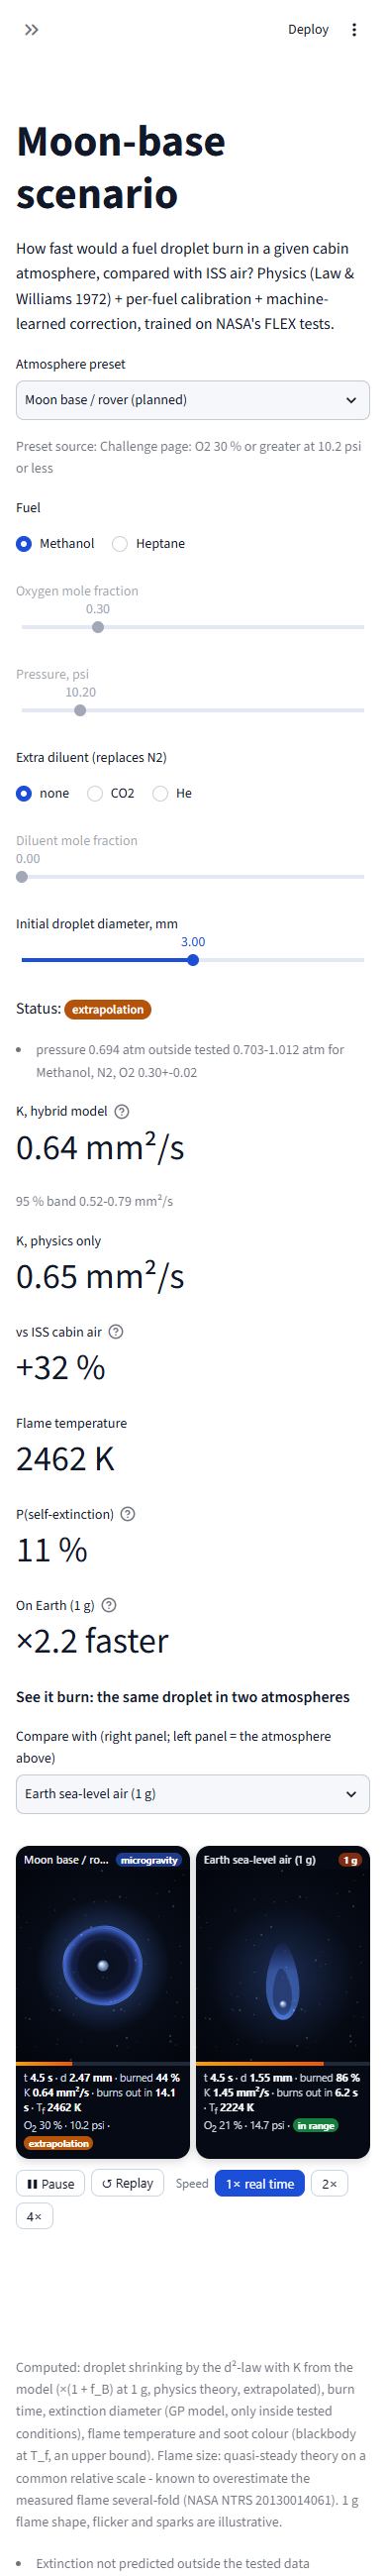 Deploy
Moon-base
scenario
How fast would a fuel droplet burn in a given cabin
atmosphere, compared with ISS air? Physics (Law &
Williams 1972) + per-fuel calibration + machine-
learned correction, trained on NASA's FLEX tests.
Atmosphere preset
Moon base / rover (planned)
Preset source: Challenge page: O2 30 % or greater at 10.2 psi
or less
Fuel
Methanol Heptane
Oxygen mole fraction
0.30
Pressure, psi
10.20
Extra diluent (replaces N2)
none CO2 He
Diluent mole fraction
0.00
Initial droplet diameter, mm
3.00
Status: extrapolation
• pressure 0.694 atm outside tested 0.703-1.012 atm for
Methanol, N2, O2 0.30+-0.02
K, hybrid model
0.64 mm²/s
95 % band 0.52-0.79 mm²/s
K, physics only
0.65 mm²/s
vs ISS cabin air
+32 %
Flame temperature
2462 K
P(self-extinction)
11 %
On Earth (1 g)
×2.2 faster
See it burn: the same droplet in two atmospheres
Compare with (right panel; left panel = the atmosphere
above)
Earth sea-level air (1 g)
Moon base / ro... microgravity
t 4.5 s · d 2.47 mm · burned 44 %
K 0.64 mm²/s · burns out in 14.1
s · Tf 2462 K
O₂ 30 % · 10.2 psi ·
extrapolation
Earth sea-level air (1 g) 1 g
t 4.5 s · d 1.55 mm · burned 86 %
K 1.45 mm²/s · burns out in 6.2 s
· Tf 2224 K
O₂ 21 % · 14.7 psi · in range
Pause ↺ Replay Speed 1× real time 2×
4×
Computed: droplet shrinking by the d²-law with K from the
model (×(1 + f_B) at 1 g, physics theory, extrapolated), burn
time, extinction diameter (GP model, only inside tested
conditions), flame temperature and soot colour (blackbody
at T_f, an upper bound). Flame size: quasi-steady theory on a
common relative scale - known to overestimate the
measured flame several-fold (NASA NTRS 20130014061). 1 g
flame shape, flicker and sparks are illustrative.
• Extinction not predicted outside the tested data